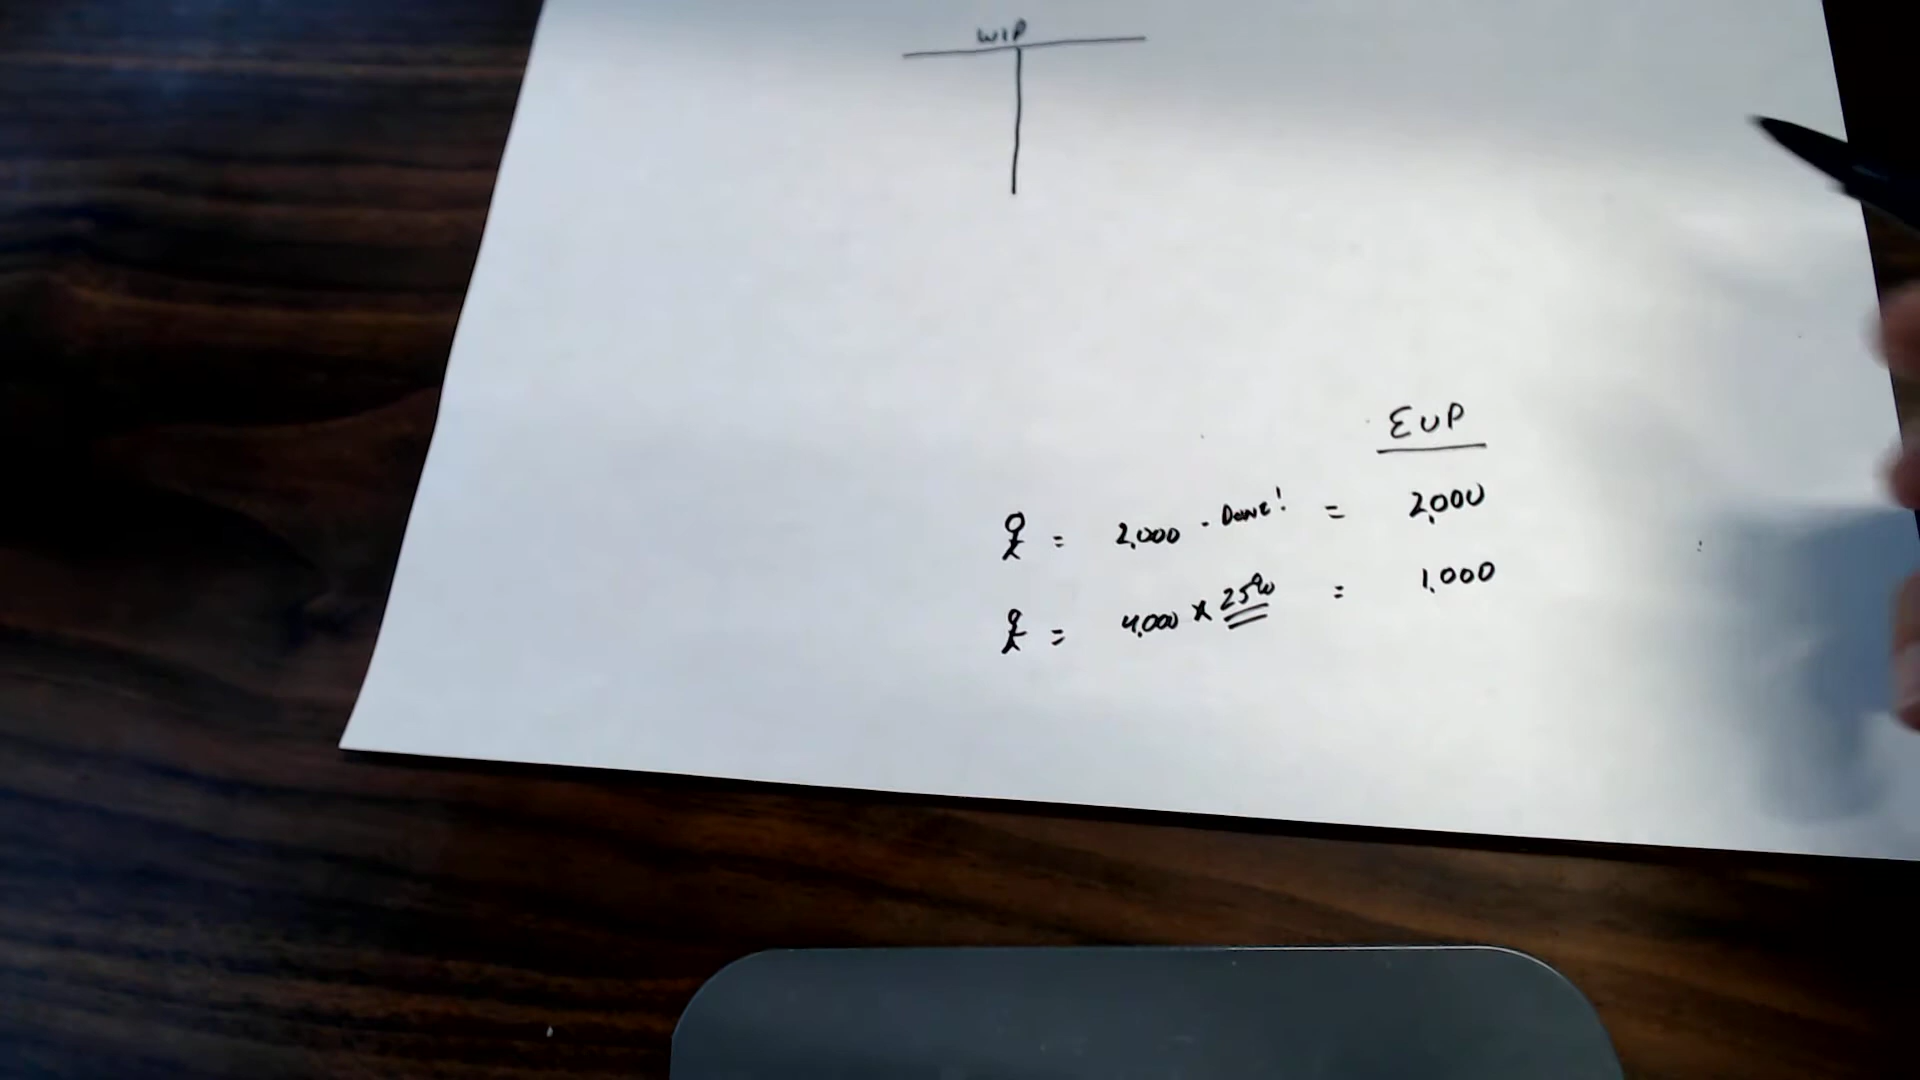 WIP
EUP
= 2,000 - Done! = 2,000
= 4,000 x 25% = 1,000